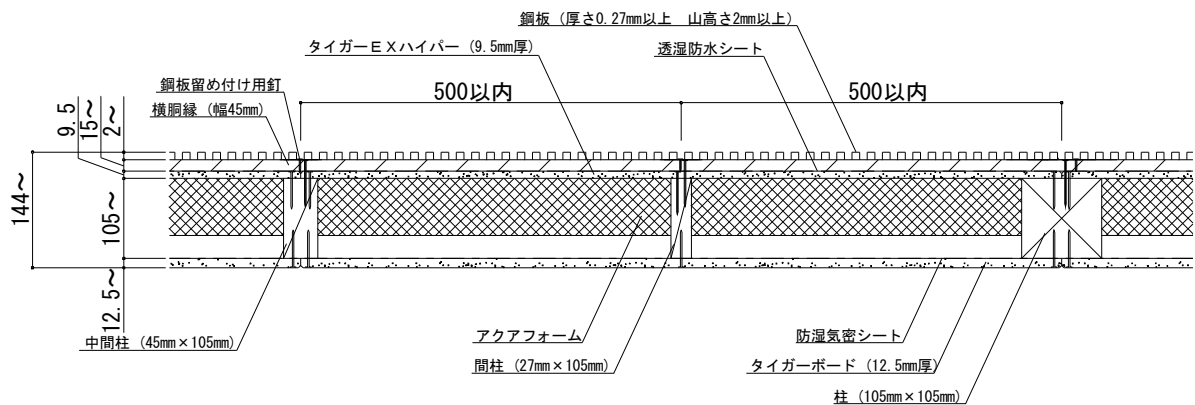 鋼板（厚さ0.27mm以上　山高さ2mm以上）
タイガーＥＸハイパー（9.5mm厚）
透湿防水シート
鋼板留め付け用釘
横胴縁（幅45mm）
500以内
500以内
9.5
15～
2～
144～
105～
12.5～
中間柱（45mm×105mm）
アクアフォーム
間柱（27mm×105mm）
防湿気密シート
タイガーボード（12.5mm厚）
柱（105mm×105mm）